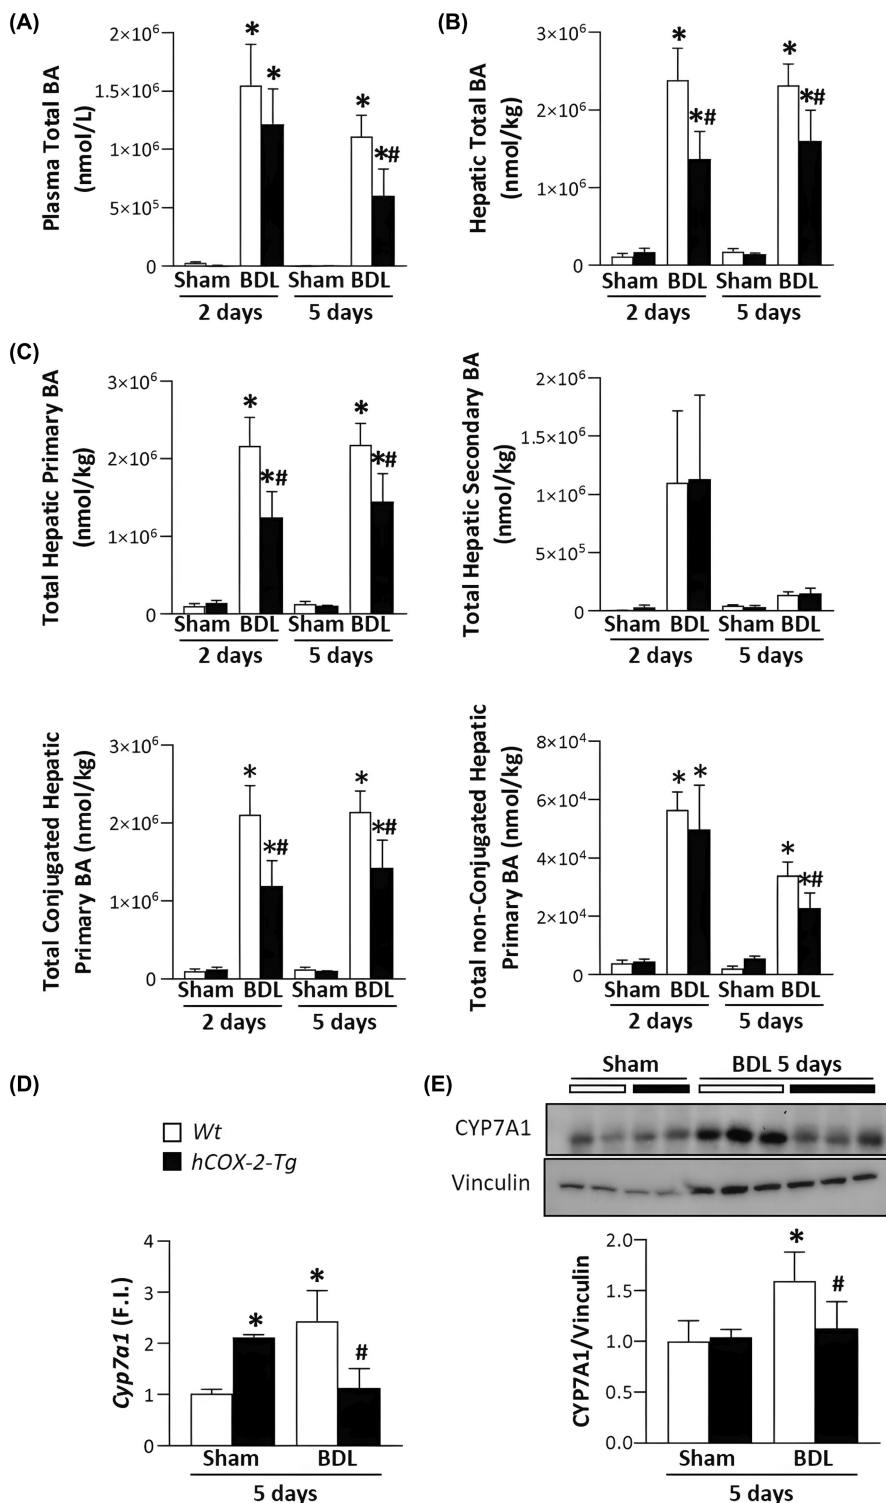 (A)
Plasma Total BA
(nmol/L)
2×10⁶
1.5×10⁶
1×10⁶
5×10⁵
0
*
*
*
*#
Sham BDL Sham BDL
2 days 5 days
(B)
Hepatic Total BA
(nmol/kg)
3×10⁶
2×10⁶
1×10⁶
0
*
*#
*
*#
Sham BDL Sham BDL
2 days 5 days
(C)
Total Hepatic Primary BA
(nmol/kg)
3×10⁶
2×10⁶
1×10⁶
0
*
*#
*
*#
Sham BDL Sham BDL
2 days 5 days
Total Hepatic Secondary BA
(nmol/kg)
2×10⁶
1.5×10⁶
1×10⁶
5×10⁵
0
Sham BDL Sham BDL
2 days 5 days
Total Conjugated Hepatic
Primary BA (nmol/kg)
3×10⁶
2×10⁶
1×10⁶
0
*
*#
*
*#
Sham BDL Sham BDL
2 days 5 days
Total non-Conjugated Hepatic
Primary BA (nmol/kg)
8×10⁴
6×10⁴
4×10⁴
2×10⁴
0
*
*
*
*#
Sham BDL Sham BDL
2 days 5 days
(D)
Wt
hCOX-2-Tg
Cyp7a1 (F.I.)
4
3
2
1
0
*
*
#
Sham BDL
5 days
(E)
Sham BDL 5 days
CYP7A1
Vinculin
CYP7A1/Vinculin
2.0
1.5
1.0
0.5
0.0
*
#
Sham BDL
5 days